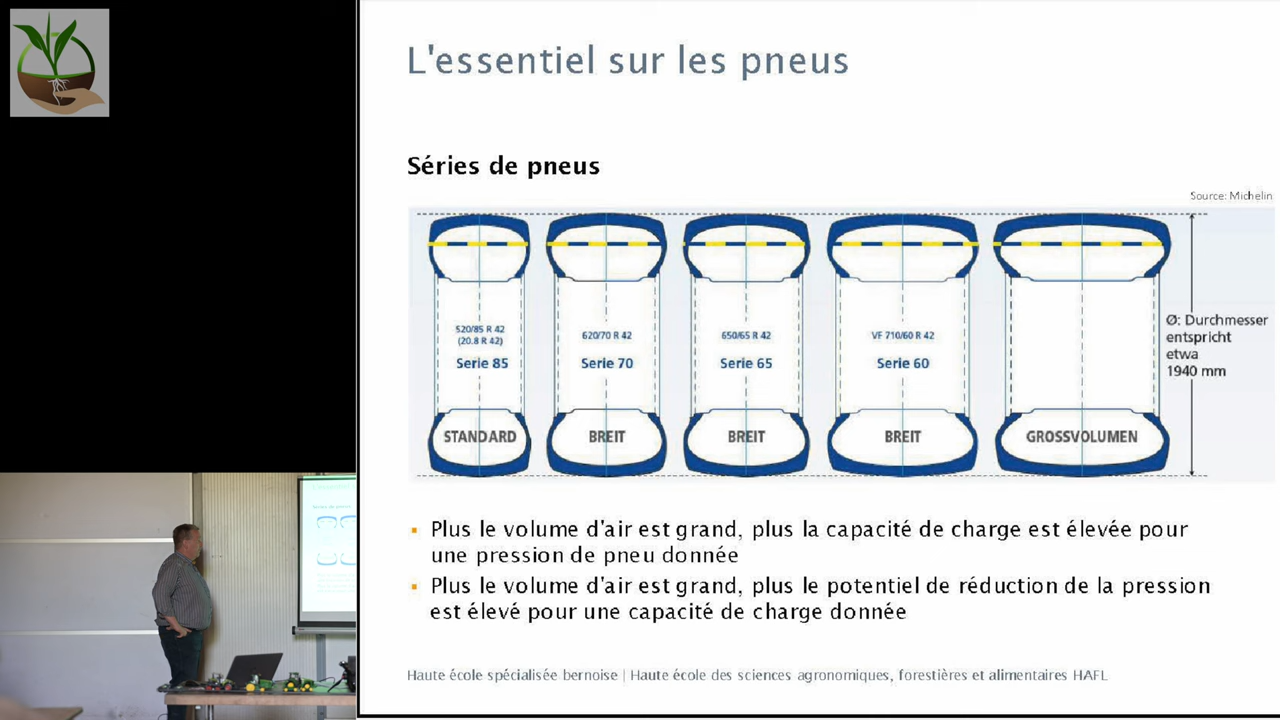 L'essentiel sur les pneus
Séries de pneus
Source: Michelin
520/85 R 42
(20.8 R 42)
Serie 85
STANDARD
620/70 R 42
Serie 70
BREIT
650/65 R 42
Serie 65
BREIT
VF 710/60 R 42
Serie 60
BREIT
GROSSVOLUMEN
Ø: Durchmesser
entspricht
etwa
1940 mm
▪ Plus le volume d'air est grand, plus la capacité de charge est élevée pour
une pression de pneu donnée
▪ Plus le volume d'air est grand, plus le potentiel de réduction de la pression
est élevé pour une capacité de charge donnée
Haute école spécialisée bernoise | Haute école des sciences agronomiques, forestières et alimentaires HAFL